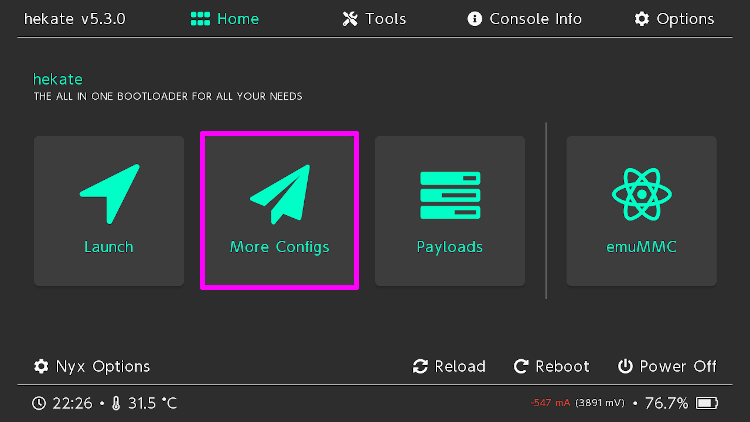 hekate v5.3.0 Home Tools Console Info Options
hekate
THE ALL IN ONE BOOTLOADER FOR ALL YOUR NEEDS
Launch More Configs Payloads emuMMC
Nyx Options Reload Reboot Power Off
22:26 • 31.5 °C -547 mA (3891 mV) • 76.7%